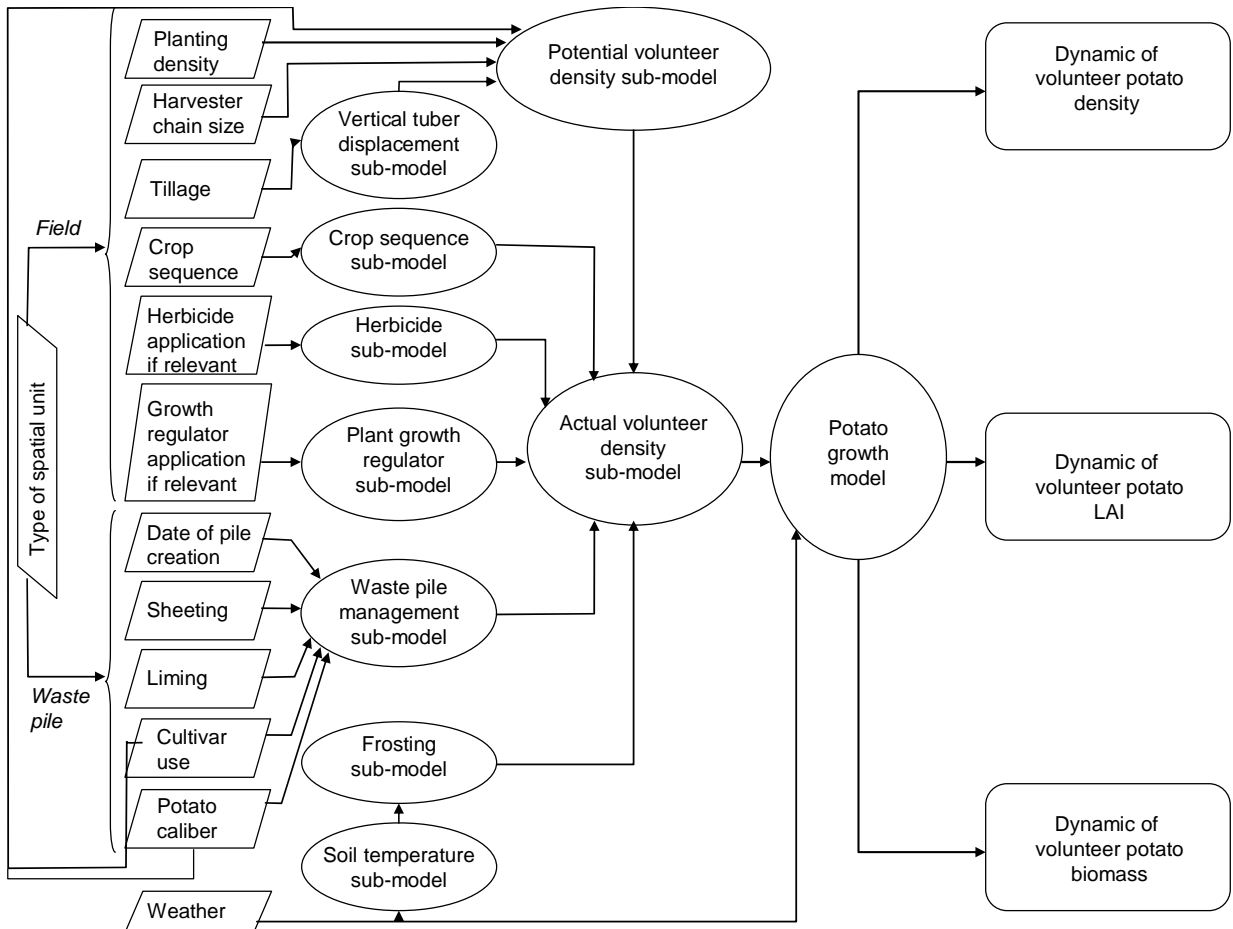 Planting
density
Potential volunteer
density sub-model
Dynamic of
volunteer potato
density
Harvester
chain size
Vertical tuber
displacement
sub-model
Tillage
Field
Crop
sequence
Crop sequence
sub-model
Herbicide
application
if relevant
Herbicide
sub-model
Type of spatial unit
Growth
regulator
application
if relevant
Plant growth
regulator
sub-model
Actual volunteer
density
sub-model
Potato
growth
model
Dynamic of
volunteer potato
LAI
Date of pile
creation
Sheeting
Waste pile
management
sub-model
Liming
Waste
pile
Cultivar
use
Frosting
sub-model
Potato
caliber
Soil temperature
sub-model
Dynamic of
volunteer potato
biomass
Weather